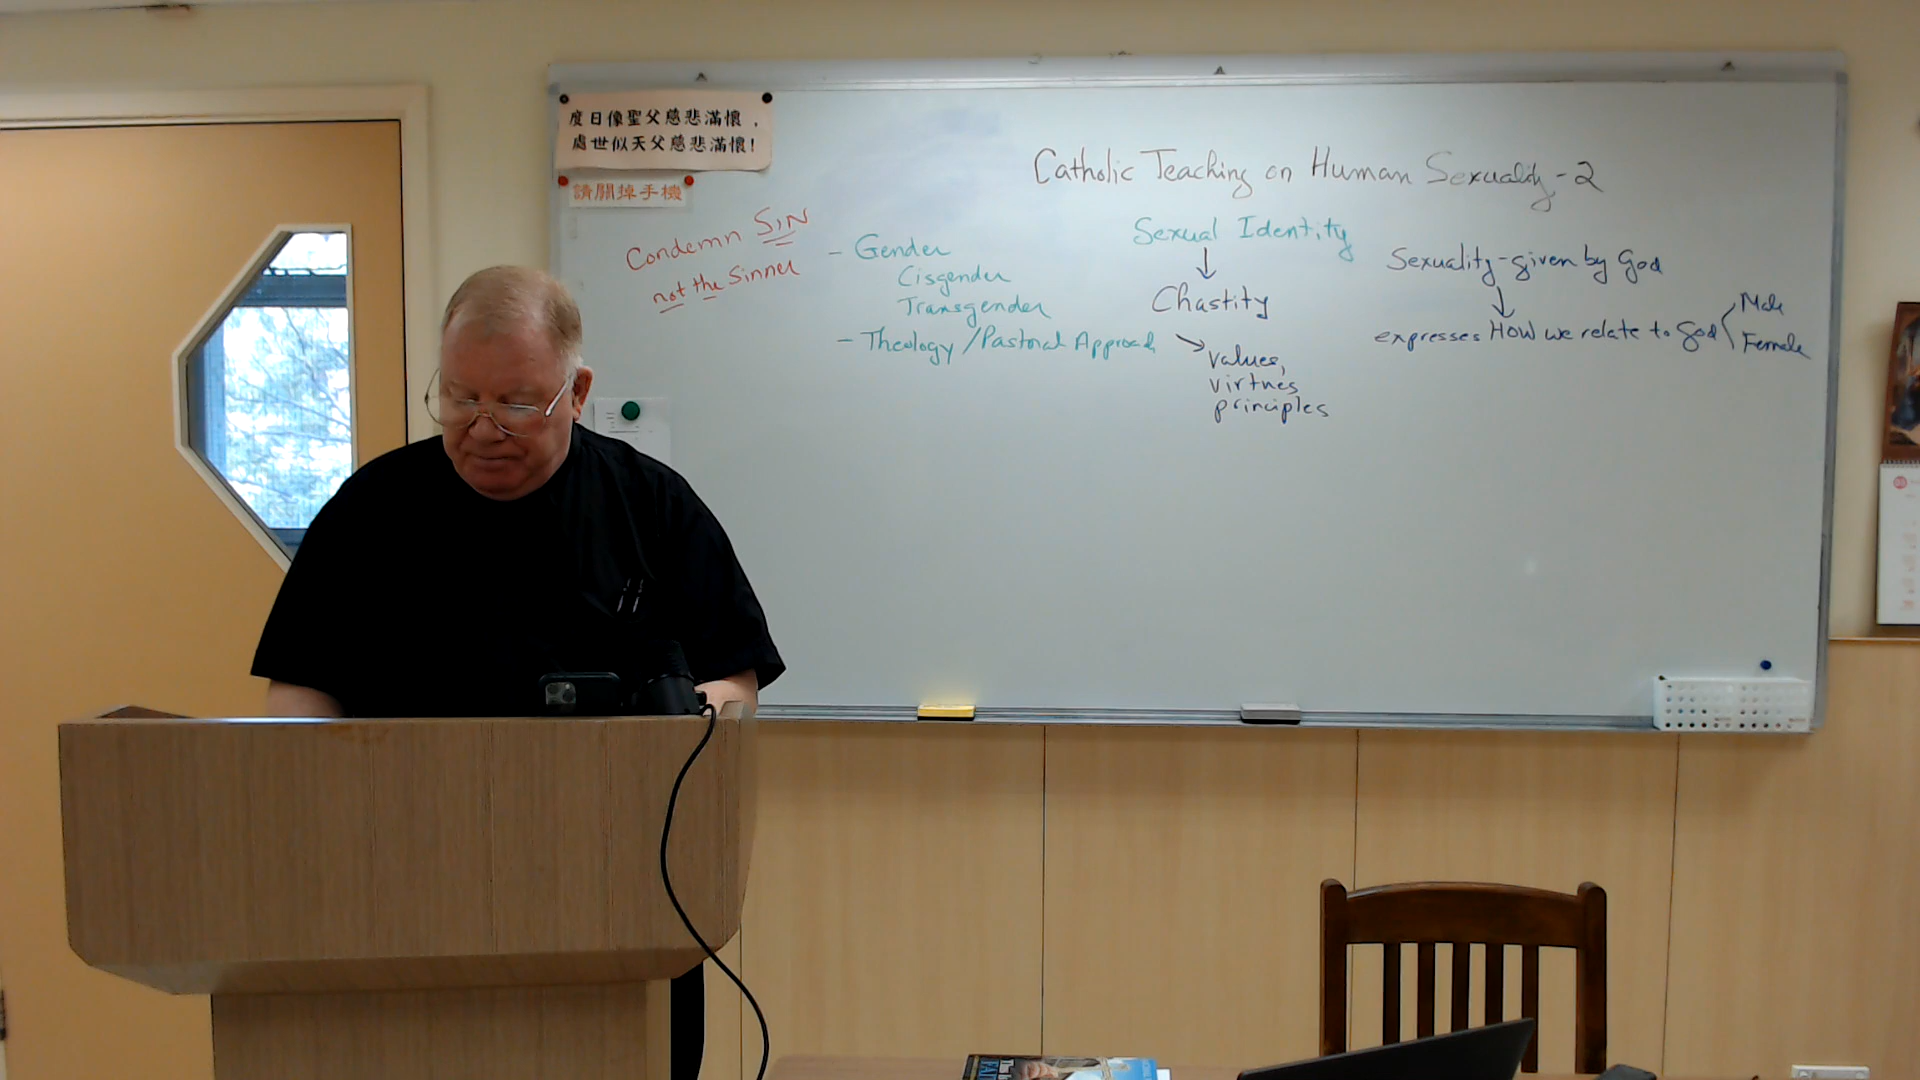 度日像聖父慈悲滿懷，
處世似天父慈悲滿懷！
請關掉手機
Catholic Teaching on Human Sexuality - 2
Condemn SIN
not the Sinner
- Gender
Cisgender
Transgender
- Theology / Pastoral Approach
Sexual Identity
Chastity
values,
virtues,
principles
Sexuality - given by God
expresses How we relate to God
Male
Female